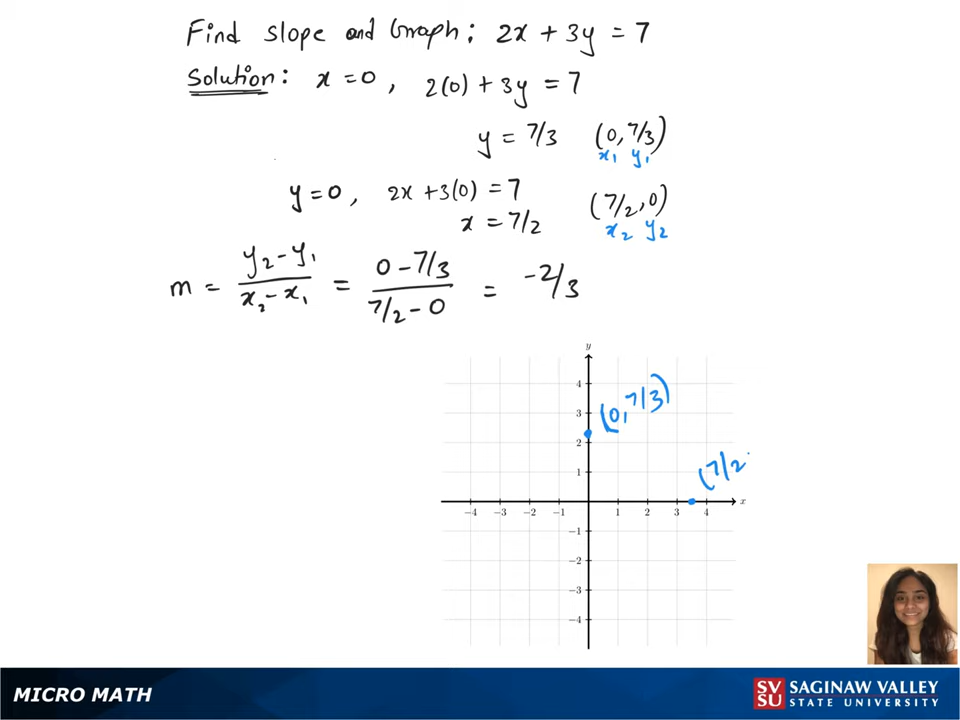 Find slope and Graph: 2x + 3y = 7
Solution: x = 0, 2(0) + 3y = 7
y = 7/3 (0, 7/3)
x₁ y₁
y = 0, 2x + 3(0) = 7
x = 7/2 (7/2, 0)
x₂ y₂
m = (y₂ - y₁)/(x₂ - x₁) = (0 - 7/3)/(7/2 - 0) = -2/3
y
4
(0, 7/3)
3
2
(7/2
1
-4 -3 -2 -1 1 2 3 4 x
-1
-2
-3
-4
MICRO MATH
SVSU SAGINAW VALLEY
STATE UNIVERSITY